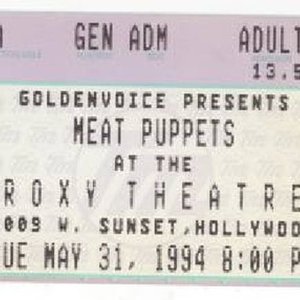 GEN ADM ADULT
13.5
GOLDENVOICE PRESENTS
MEAT PUPPETS
AT THE
ROXY THEATRE
009 W. SUNSET, HOLLYWOO
UE MAY 31, 1994 8:00 P